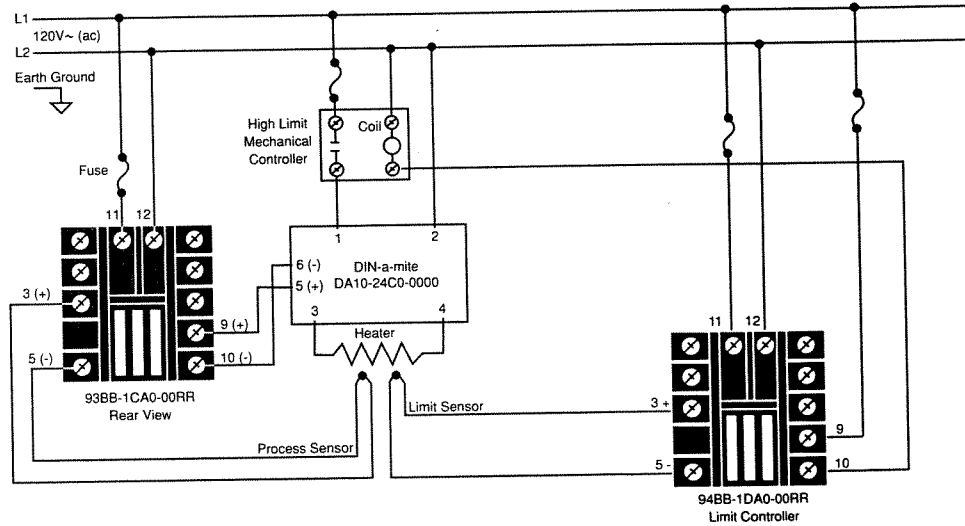 L1
120V~ (ac)
L2
Earth Ground
High Limit
Mechanical
Controller
Coil
Fuse
11
12
1
2
6 (-)
5 (+)
DIN-a-mite
DA10-24C0-0000
3
4
Heater
3 (+)
9 (+)
5 (-)
10 (-)
93BB-1CA0-00RR
Rear View
Process Sensor
Limit Sensor
11
12
3 +
9
5 -
10
94BB-1DA0-00RR
Limit Controller